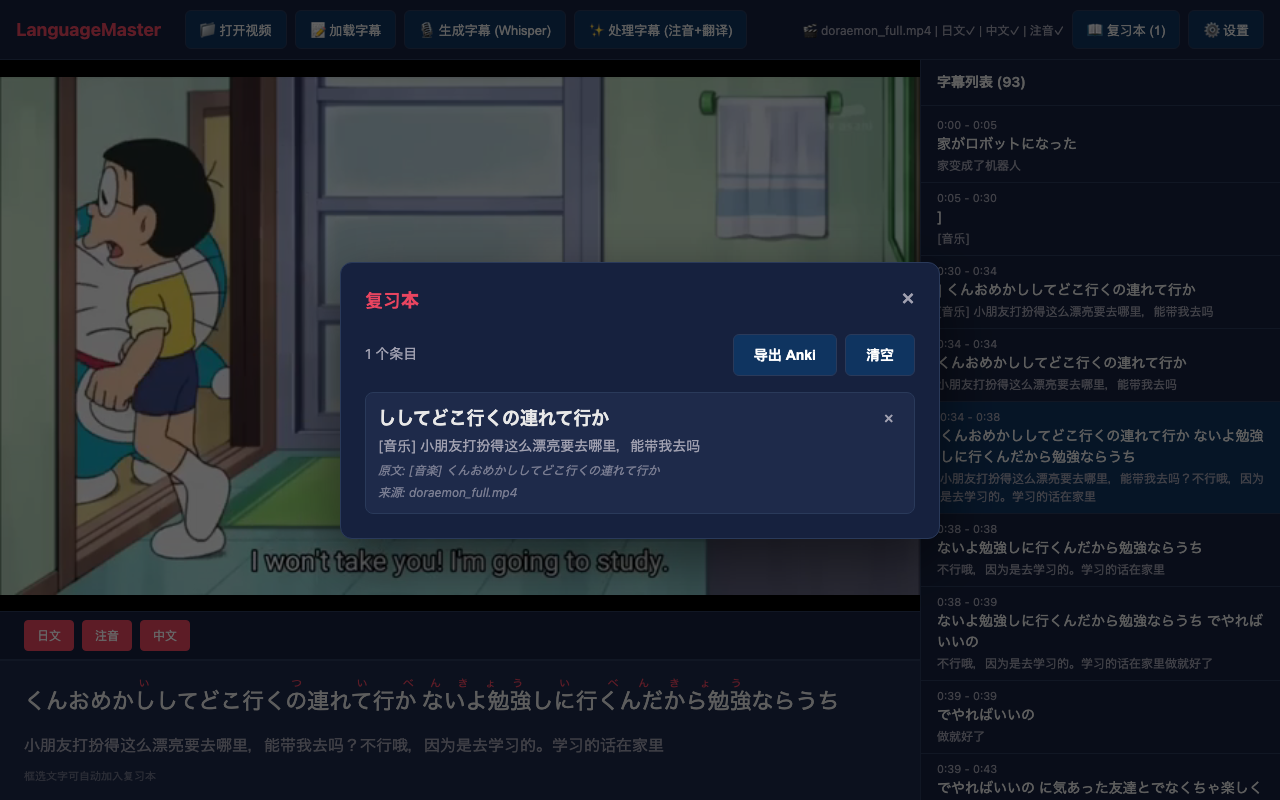 LanguageMaster
📁 打开视频
📝 加载字幕
🎙️ 生成字幕 (Whisper)
✨ 处理字幕 (注音+翻译)
🎬 doraemon_full.mp4 | 日文✓ | 中文✓ | 注音✓
📖 复习本 (1)
⚙️ 设置
复习本
×
1 个条目
导出 Anki
清空
ししてどこ行くの連れて行か
×
[音乐] 小朋友打扮得这么漂亮要去哪里，能带我去吗
原文: [音楽] くんおめかししてどこ行くの連れて行か
来源: doraemon_full.mp4
I won't take you! I'm going to study.
日文
注音
中文
い つ い べんきょう い べんきょう
くんおめかししてどこ行くの連れて行か ないよ勉強しに行くんだから勉強ならうち
小朋友打扮得这么漂亮要去哪里，能带我去吗？不行哦，因为是去学习的。学习的话在家里
框选文字可自动加入复习本
字幕列表 (93)
0:00 - 0:05
家がロボットになった
家变成了机器人
0:05 - 0:30
]
[音乐]
0:30 - 0:34
] くんおめかししてどこ行くの連れて行か
[音乐] 小朋友打扮得这么漂亮要去哪里，能带我去吗
0:34 - 0:34
くんおめかししてどこ行くの連れて行か
小朋友打扮得这么漂亮要去哪里，能带我去吗
0:34 - 0:38
くんおめかししてどこ行くの連れて行か ないよ勉強
しに行くんだから勉強ならうち
小朋友打扮得这么漂亮要去哪里，能带我去吗？不行哦，因为
是去学习的。学习的话在家里
0:38 - 0:38
ないよ勉強しに行くんだから勉強ならうち
不行哦，因为是去学习的。学习的话在家里
0:38 - 0:39
ないよ勉強しに行くんだから勉強ならうち でやれば
いいの
不行哦，因为是去学习的。学习的话在家里做就好了
0:39 - 0:39
でやればいいの
做就好了
0:39 - 0:43
でやればいいの に気あった友達とでなくちゃ楽しく